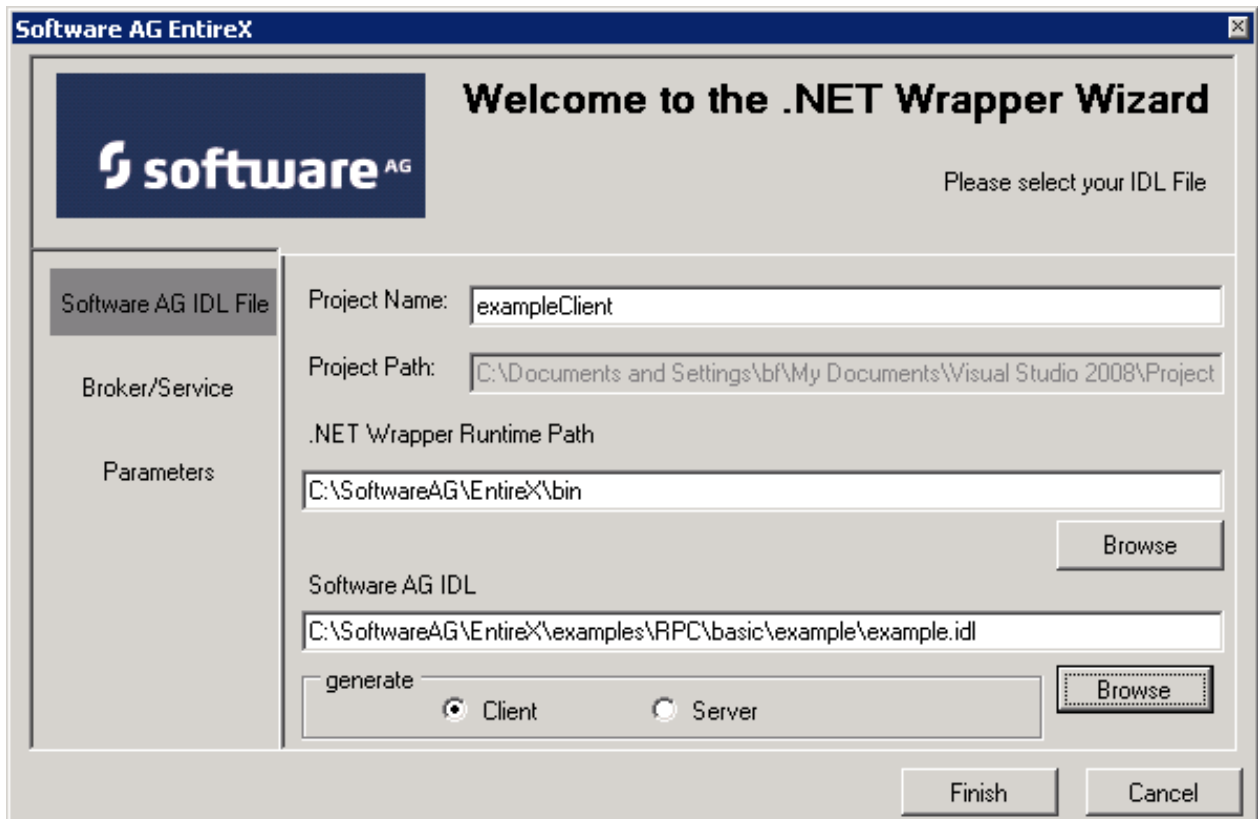 Software AG EntireX
software AG
Welcome to the .NET Wrapper Wizard
Please select your IDL File
Software AG IDL File
Broker/Service
Parameters
Project Name:
exampleClient
Project Path:
C:\Documents and Settings\bf\My Documents\Visual Studio 2008\Project
.NET Wrapper Runtime Path
C:\SoftwareAG\EntireX\bin
Browse
Software AG IDL
C:\SoftwareAG\EntireX\examples\RPC\basic\example\example.idl
generate
Client
Server
Browse
Finish
Cancel